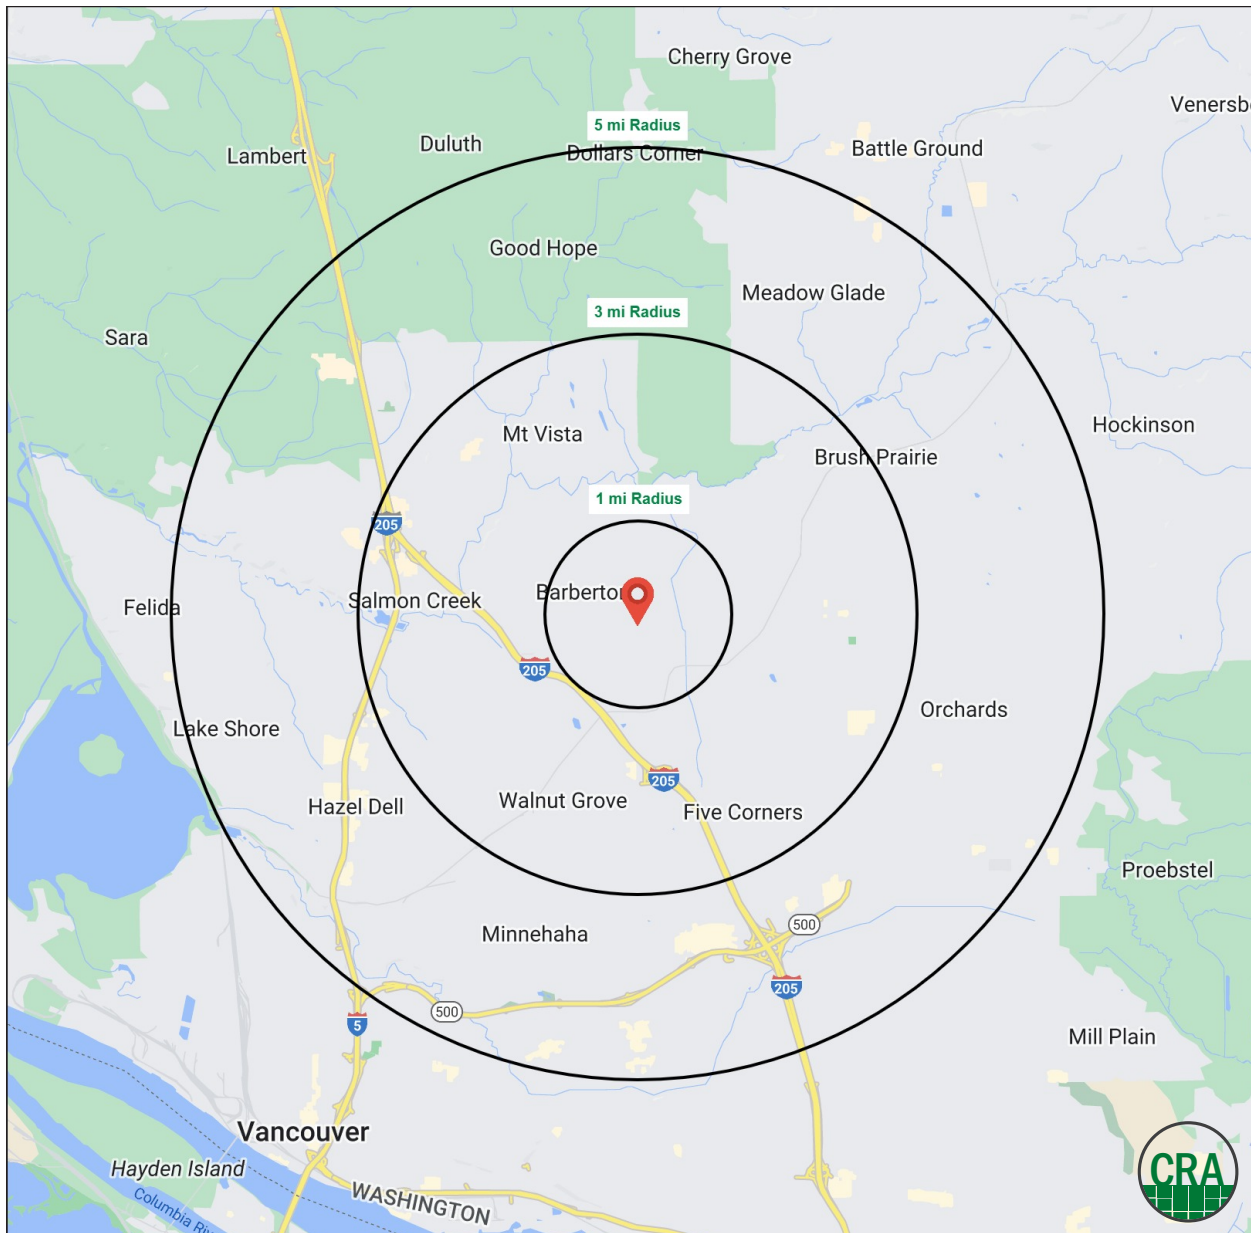 Cherry Grove
Venersb
5 mi Radius
Duluth
Dollars Corner
Battle Ground
Lambert
Good Hope
Meadow Glade
3 mi Radius
Sara
Hockinson
Mt Vista
Brush Prairie
1 mi Radius
205
Barberton
Salmon Creek
Felida
205
Orchards
Lake Shore
205
Walnut Grove
Hazel Dell
Five Corners
Proebstel
500
Minnehaha
205
500
5
Mill Plain
Vancouver
Hayden Island
CRA
WASHINGTON
Columbia Riv